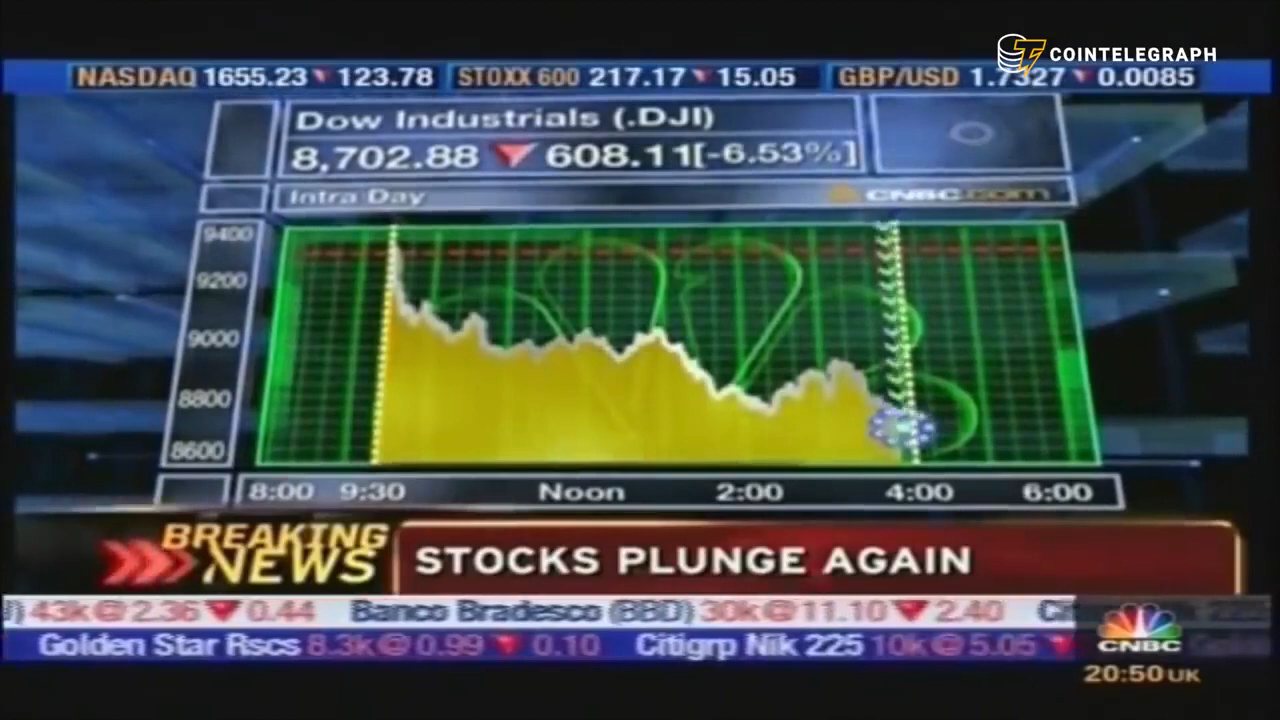 COINTELEGRAPH
NASDAQ 1655.23 ▼ 123.78 STOXX 600 217.17 ▼ 15.05 GBP/USD 1.7327 ▼ 0.0085
Dow Industrials (.DJI)
8,702.88 ▼ 608.11[-6.53%]
Intra Day CNBC.com
9400
9200
9000
8800
8600
8:00 9:30 Noon 2:00 4:00 6:00
BREAKING
NEWS
STOCKS PLUNGE AGAIN
43k@2.36▼0.44 Banco Bradesco (BBD) 30k@11.10▼2.40
Golden Star Rscs 8.3k@0.99 ▼ 0.10 Citigrp Nik 225 10k@5.05 ▼
CNBC
20:50 UK